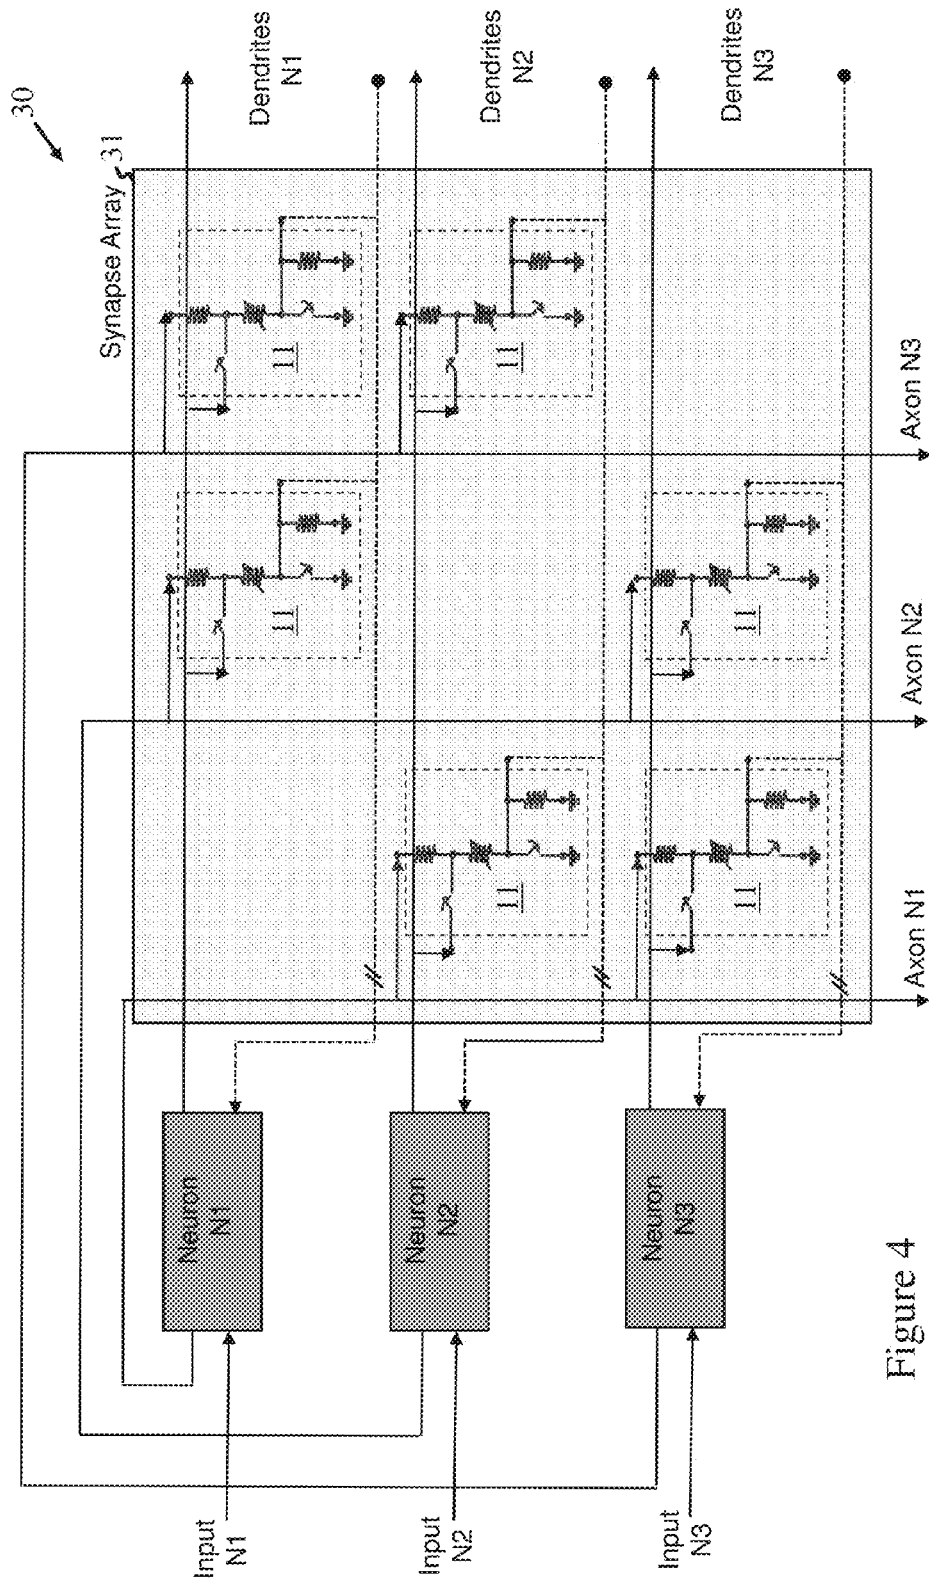 30
Synapse Array 31
Dendrites
N1
Dendrites
N2
Dendrites
N3
11
11
11
11
11
11
Axon N1
Axon N2
Axon N3
Neuron
N1
Neuron
N2
Neuron
N3
Input
N1
Input
N2
Input
N3
Figure 4